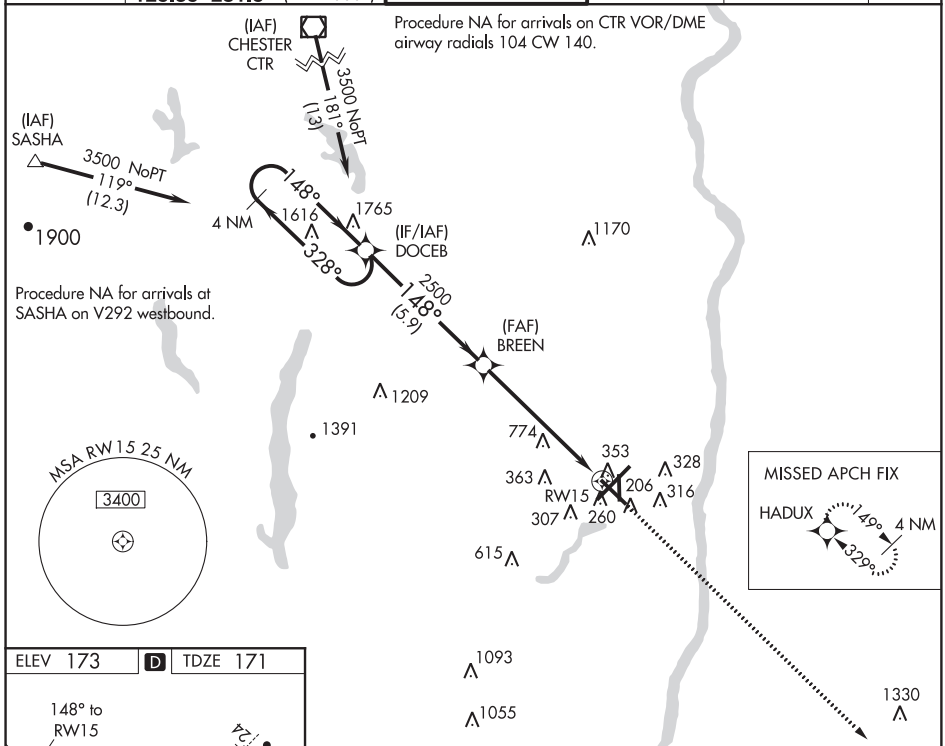 (IAF)
CHESTER
CTR
Procedure NA for arrivals on CTR VOR/DME
airway radials 104 CW 140.
3500 NoPT
181°
(13)
(IAF)
SASHA
3500 NoPT
119°
(12.3)
1900
4 NM
148°
1616
1765
328°
(IF/IAF)
DOCEB
1170
Procedure NA for arrivals at
SASHA on V292 westbound.
2500
148°
(5.9)
(FAF)
BREEN
1209
1391
774
353
328
363
RW15
206
316
307
260
615
MSA RW15 25 NM
3400
MISSED APCH FIX
HADUX
149°
4 NM
329°
ELEV 173
D
TDZE 171
1093
1055
1330
148° to
RW15